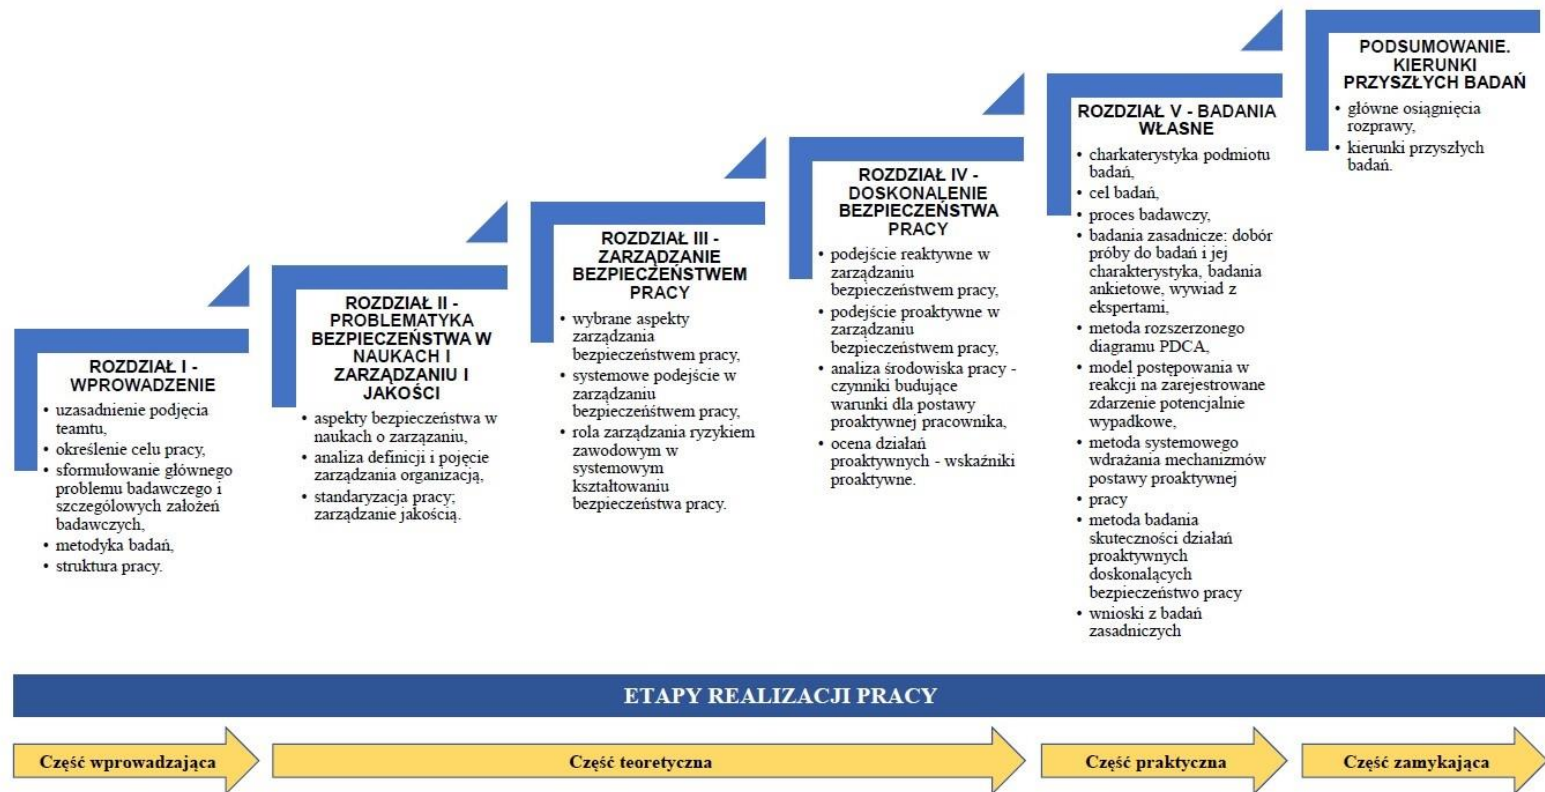 ROZDZIAŁ I -
WPROWADZENIE
• uzasadnienie podjęcia
teamtu,
• określenie celu pracy,
• sformułowanie głównego
problemu badawczego i
szczególowych założeń
badawczych,
• metodyka badań,
• struktura pracy.
ROZDZIAŁ II -
PROBLEMATYKA
BEZPIECZEŃSTWA W
NAUKACH I
ZARZĄDZANIU I
JAKOŚCI
• aspekty bezpieczeństwa w
naukach o zarzązaniu,
• analiza definicji i pojęcie
zarządzania organizacją,
• standaryzacja pracy;
zarządzanie jakością.
ROZDZIAŁ III -
ZARZĄDZANIE
BEZPIECZEŃSTWEM
PRACY
• wybrane aspekty
zarządzania
bezpieczeństwem pracy,
• systemowe podejście w
zarządzaniu
bezpieczeńśtwem pracy,
• rola zarządzania ryzykiem
zawodowym w
systemowym
kształtowaniu
bezpieczeństwa pracy.
ROZDZIAŁ IV -
DOSKONALENIE
BEZPIECZEŃSTWA
PRACY
• podejście reaktywne w
zarządzaniu
bezpieczeństwem pracy,
• podejście proaktywne w
zarządzaniu
bezpieczeństwem pracy,
• analiza środowiska pracy -
czynniki budujące
warunki dla postawy
proaktywnej pracownika,
• ocena działań
proaktywnych - wskaźniki
proaktywne.
ROZDZIAŁ V - BADANIA
WŁASNE
• charkaterystyka podmiotu
badań,
• cel badań,
• proces badawczy,
• badania zasadnicze: dobór
próby do badań i jej
charakterystyka, badania
ankietowe, wywiad z
ekspertami,
• metoda rozszerzonego
diagramu PDCA,
• model postępowania w
reakcji na zarejestrowane
zdarzenie potencjalnie
wypadkowe,
• metoda systemowego
wdrażania mechanizmów
postawy proaktywnej
• pracy
• metoda badania
skuteczności działań
proaktywnych
doskonalących
bezpieczeństwo pracy
• wnioski z badań
zasadniczych
PODSUMOWANIE.
KIERUNKI
PRZYSZŁYCH BADAŃ
• główne osiągnięcia
rozprawy,
• kierunki przyszłych
badań.
ETAPY REALIZACJI PRACY
Część wprowadzająca
Część teoretyczna
Część praktyczna
Część zamykająca